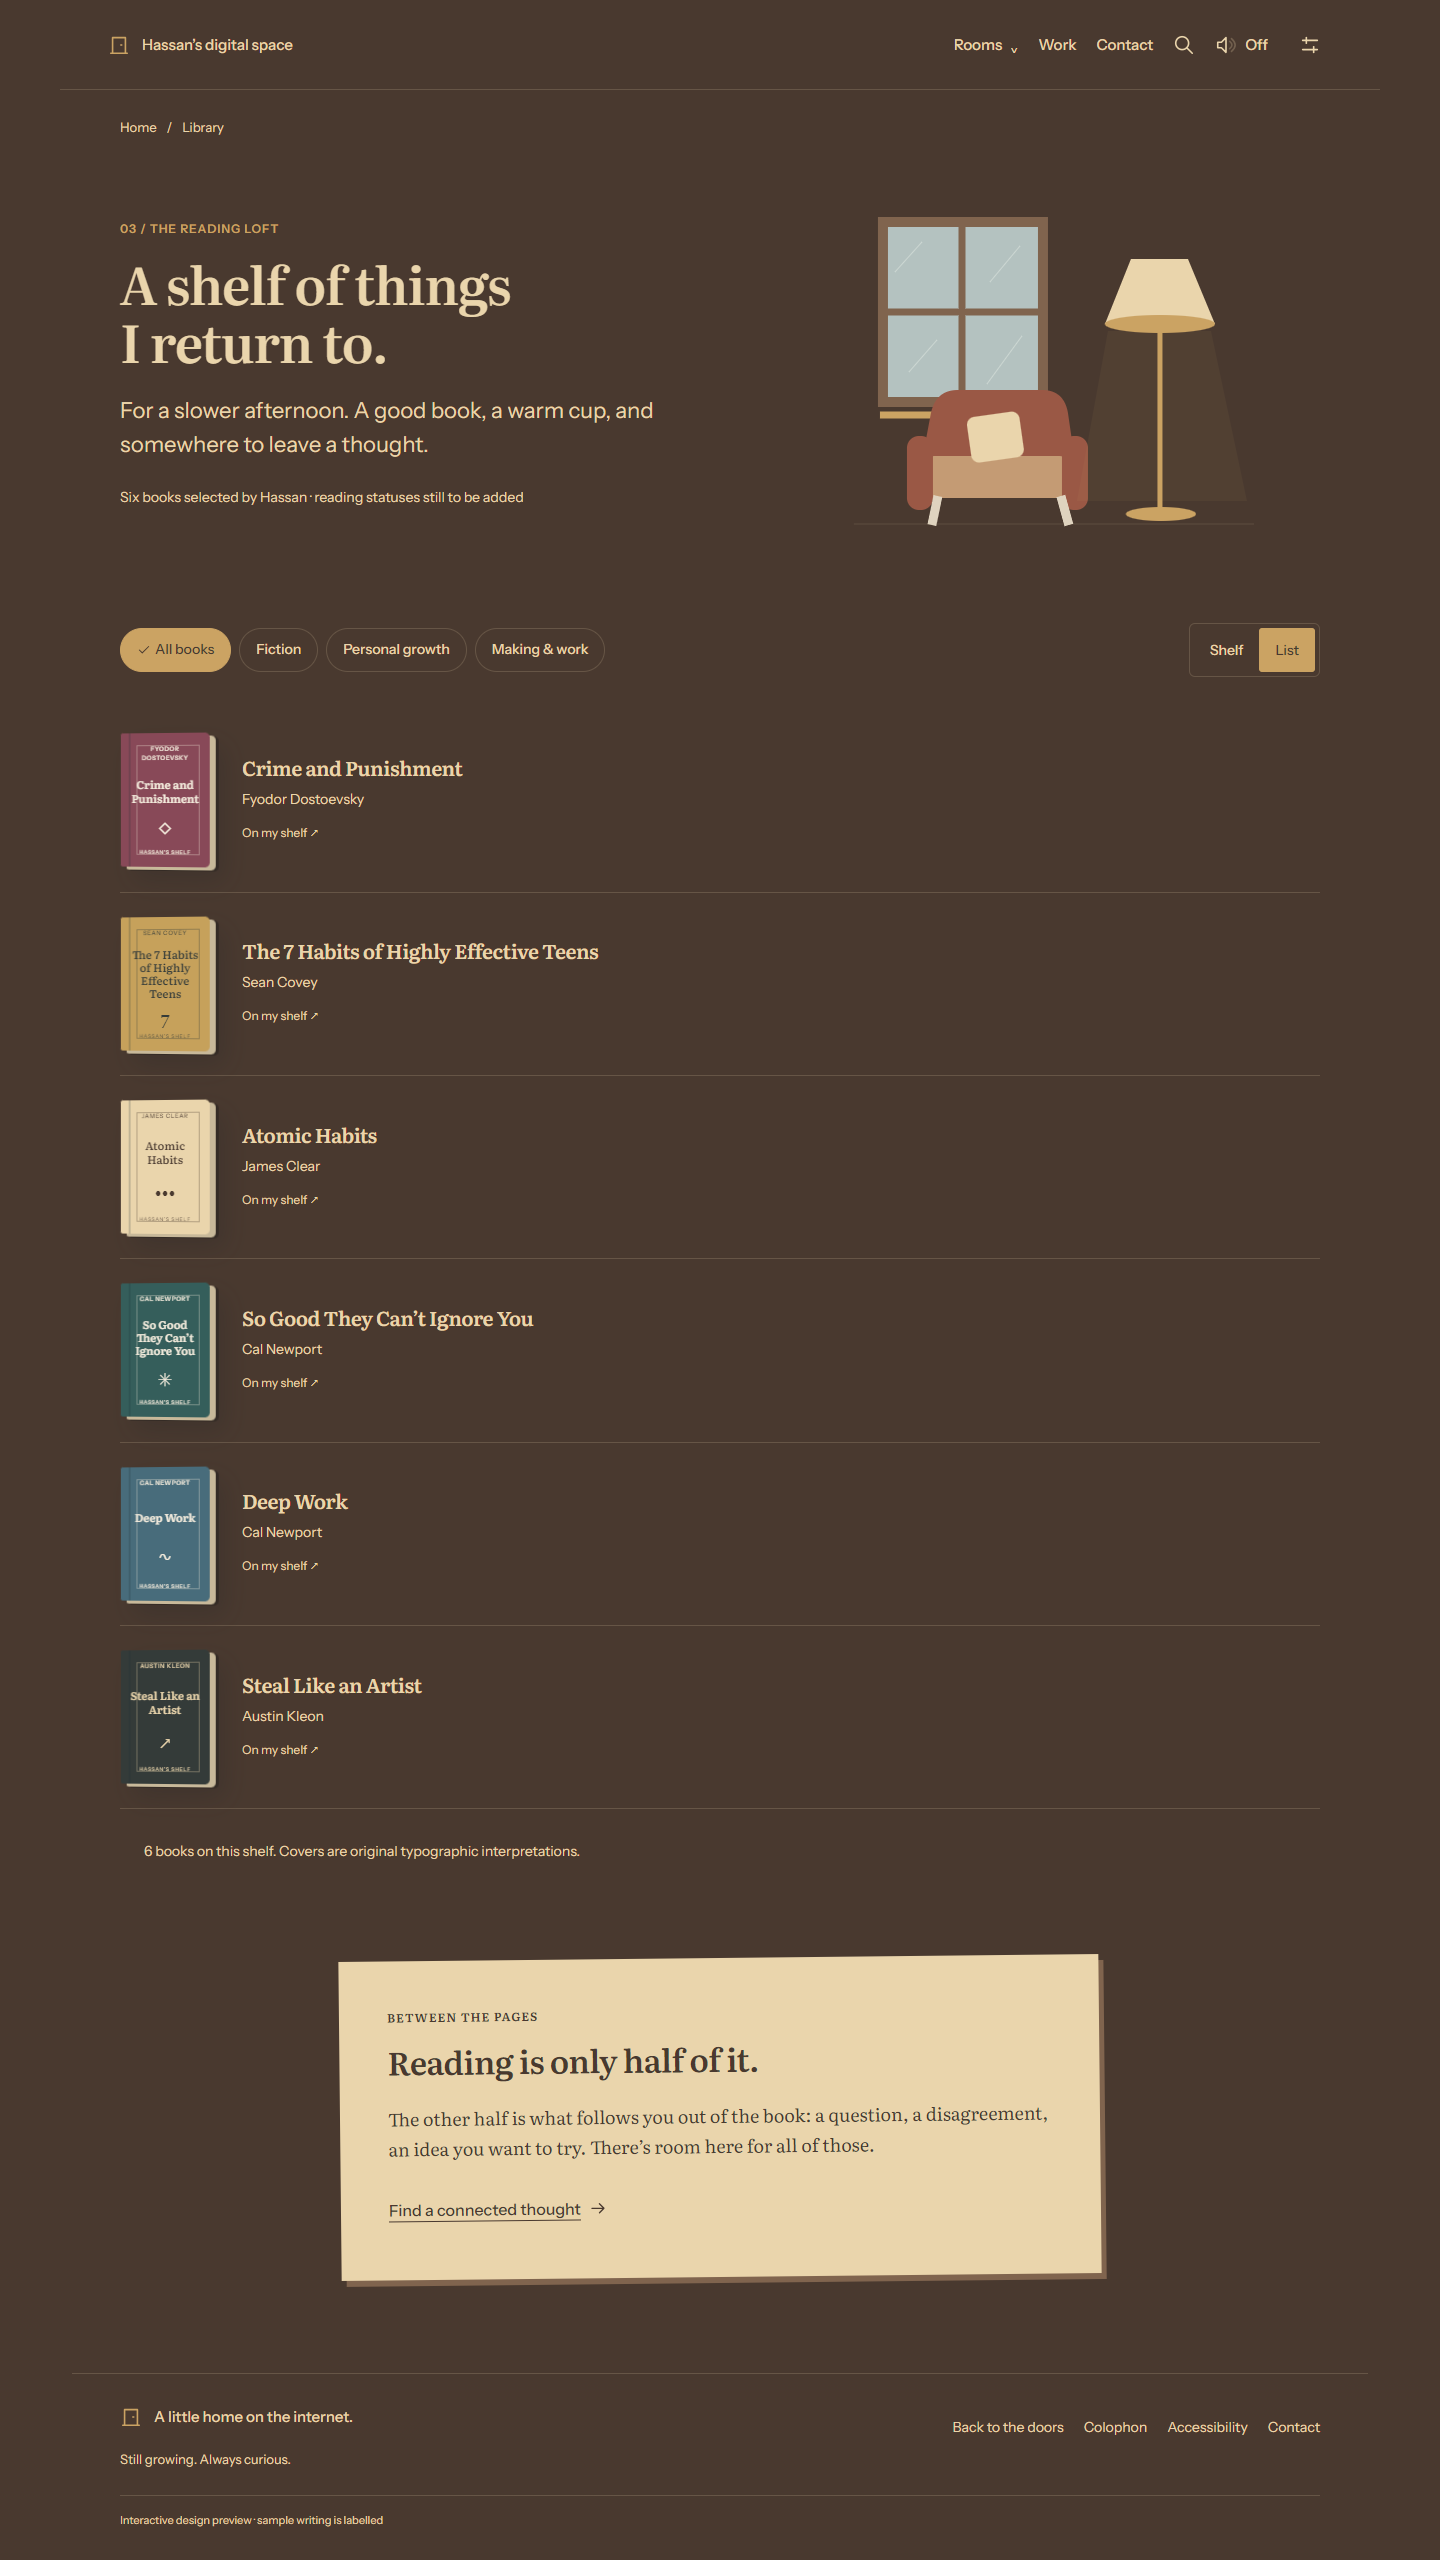 Hassan's digital space
Rooms
Work
Contact
Off
Home / Library
03 / THE READING LOFT
A shelf of things
I return to.
For a slower afternoon. A good book, a warm cup, and
somewhere to leave a thought.
Six books selected by Hassan · reading statuses still to be added
✓ All books
Fiction
Personal growth
Making & work
Shelf
List
FYODOR
DOSTOEVSKY
Crime and
Punishment
HASSAN'S SHELF
Crime and Punishment
Fyodor Dostoevsky
On my shelf ↗
SEAN COVEY
The 7 Habits
of Highly
Effective
Teens
7
HASSAN'S SHELF
The 7 Habits of Highly Effective Teens
Sean Covey
On my shelf ↗
JAMES CLEAR
Atomic
Habits
HASSAN'S SHELF
Atomic Habits
James Clear
On my shelf ↗
CAL NEWPORT
So Good
They Can't
Ignore You
HASSAN'S SHELF
So Good They Can’t Ignore You
Cal Newport
On my shelf ↗
CAL NEWPORT
Deep Work
HASSAN'S SHELF
Deep Work
Cal Newport
On my shelf ↗
AUSTIN KLEON
Steal Like an
Artist
HASSAN'S SHELF
Steal Like an Artist
Austin Kleon
On my shelf ↗
6 books on this shelf. Covers are original typographic interpretations.
BETWEEN THE PAGES
Reading is only half of it.
The other half is what follows you out of the book: a question, a disagreement,
an idea you want to try. There’s room here for all of those.
Find a connected thought →
A little home on the internet.
Still growing. Always curious.
Back to the doors
Colophon
Accessibility
Contact
Interactive design preview · sample writing is labelled